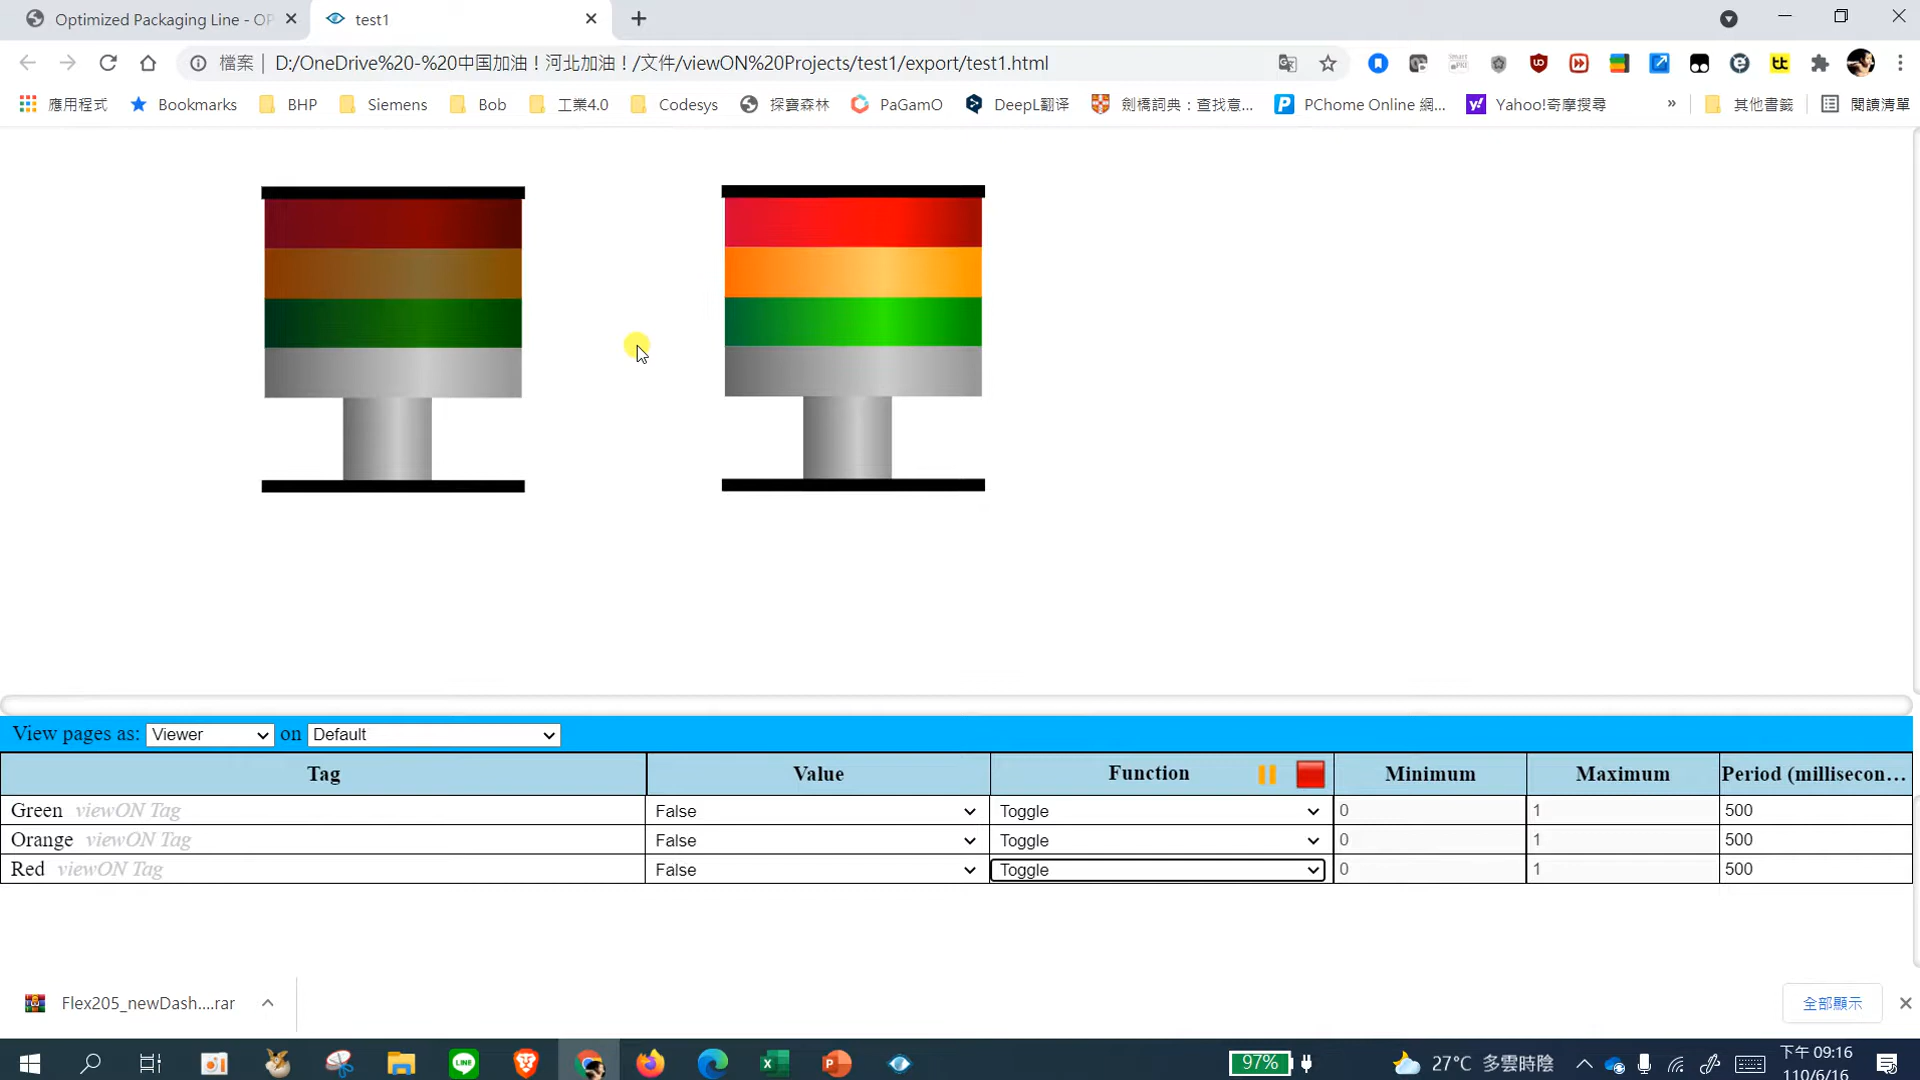 Optimized Packaging Line - OP
test1
檔案
D:/OneDrive%20-%20中国加油！河北加油！/文件/viewON%20Projects/test1/export/test1.html
應用程式
Bookmarks
BHP
Siemens
Bob
工業4.0
Codesys
探寶森林
PaGamO
DeepL翻译
劍橋詞典：查找意...
PChome Online 網...
Yahoo!奇摩搜尋
»
其他書籤
閱讀清單
View pages as: Viewer on Default
Tag Value Function Minimum Maximum Period (millisecon...
Green viewON Tag False Toggle 0 1 500
Orange viewON Tag False Toggle 0 1 500
Red viewON Tag False Toggle 0 1 500
Flex205_newDash....rar
全部顯示
97%
27°C 多雲時陰
下午 09:16
110/6/16